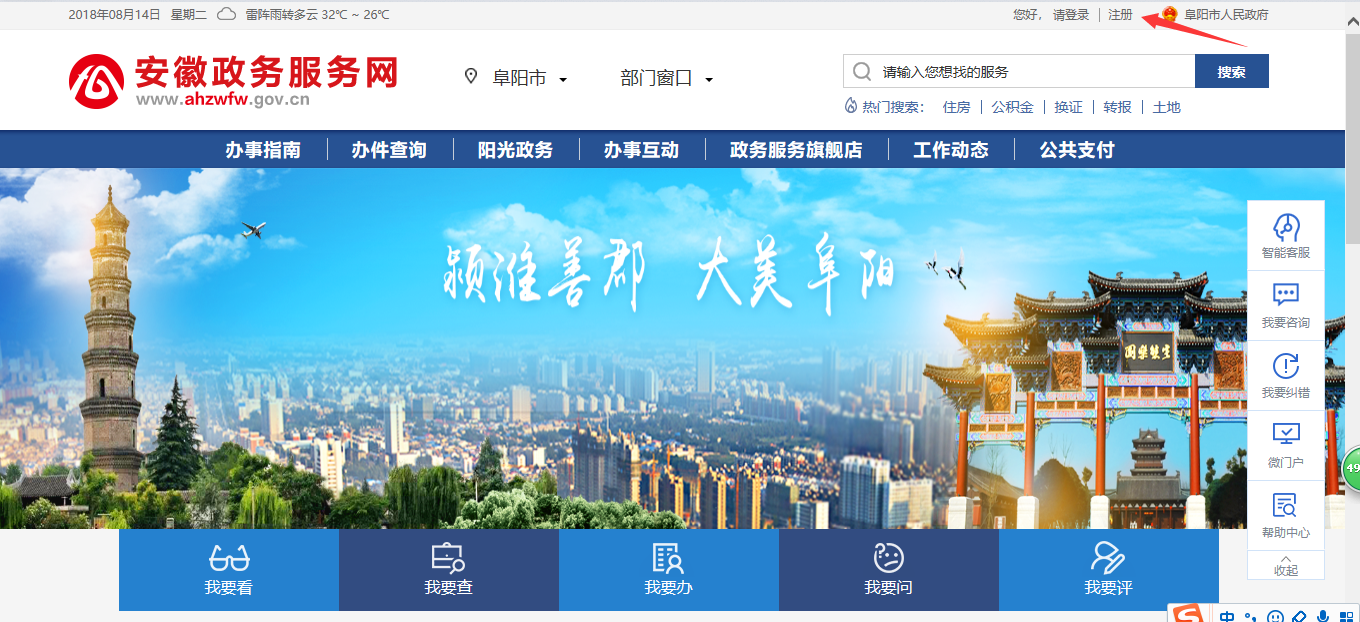 2018年08月14日 星期二 雷阵雨转多云 32℃ ~ 26℃ 您好， 请登录 注册 阜阳市人民政府
安徽政务服务网
www.ahzwfw.gov.cn
阜阳市 部门窗口
请输入您想找的服务 搜索
热门搜索： 住房 公积金 换证 转报 土地
办事指南 办件查询 阳光政务 办事互动 政务服务旗舰店 工作动态 公共支付
颍淮善郡 大美阜阳
智能客服
我要咨询
我要纠错
微门户
帮助中心
收起
49
我要看 我要查 我要办 我要问 我要评
中